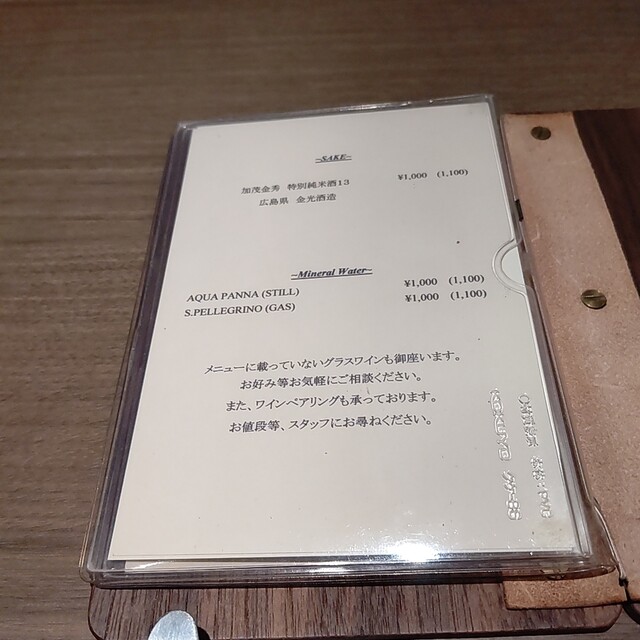 ~SAKE~
加茂金秀 特別純米酒13 ¥1,000 (1,100)
広島県 金光酒造
~Mineral Water~
AQUA PANNA (STILL) ¥1,000 (1,100)
S.PELLEGRINO (GAS) ¥1,000 (1,100)
メニューに載っていないグラスワインも御座います。
お好み等お気軽にご相談ください。
また、ワインペアリングも承っております。
お値段等、スタッフにお尋ねください。